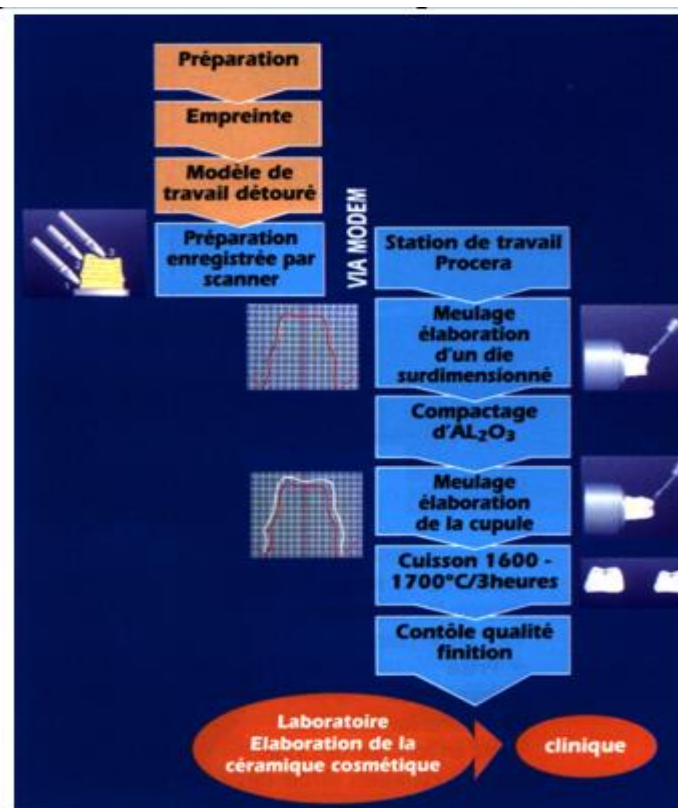 Préparation
Empreinte
Modèle de
travail détouré
Préparation
enregistrée par
scanner
VIA MODEM
Station de travail
Procera
Meulage
élaboration
d'un die
surdimensionné
Compactage
d'AL₂O₃
Meulage
élaboration
de la cupule
Cuisson 1600 -
1700°C/3heures
Contôle qualité
finition
Laboratoire
Elaboration de la
céramique cosmétique
clinique